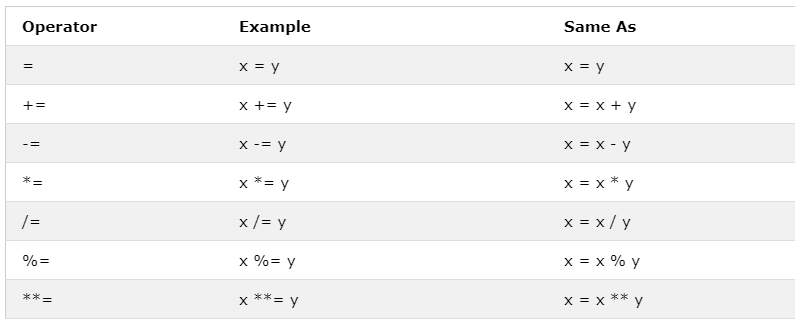 Operator Example Same As
= x = y x = y
+= x += y x = x + y
-= x -= y x = x - y
*= x *= y x = x * y
/= x /= y x = x / y
%= x %= y x = x % y
**= x **= y x = x ** y